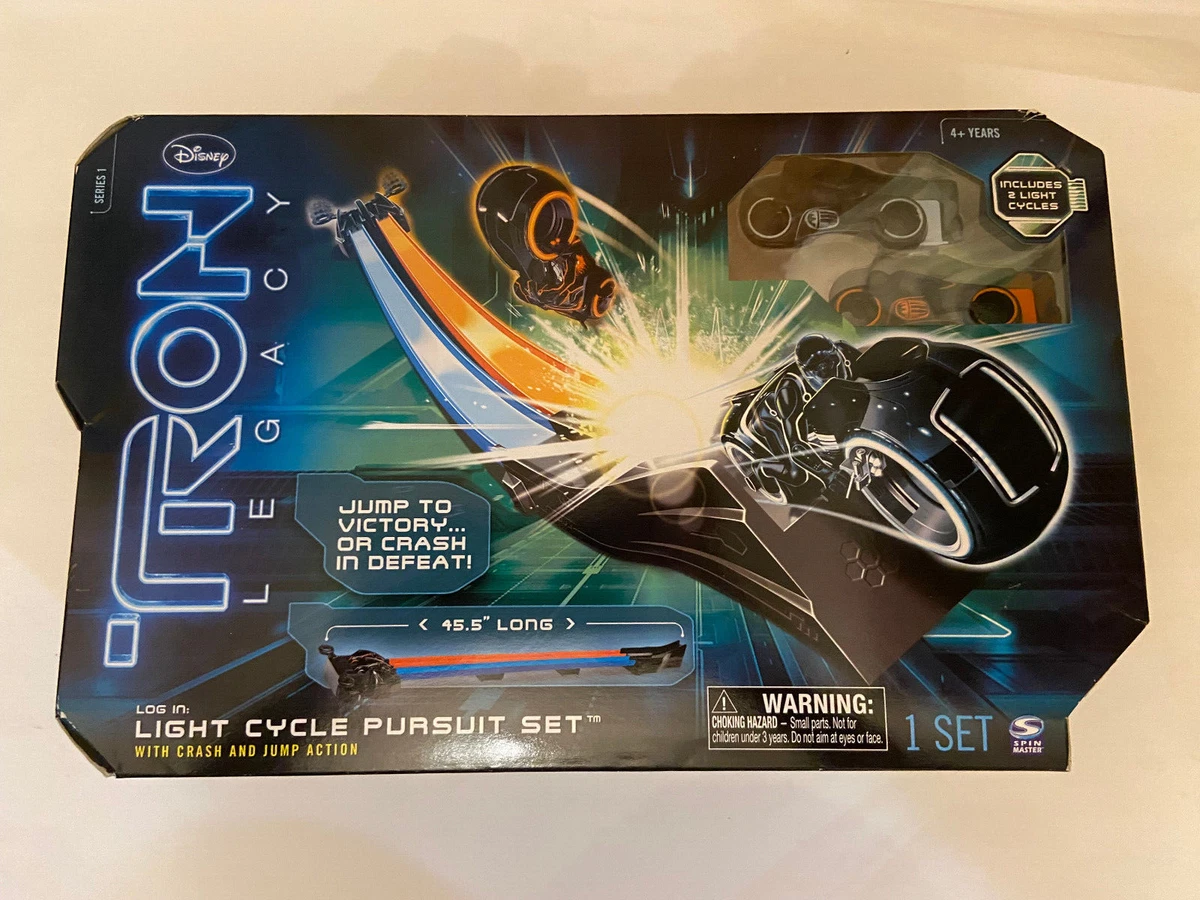 SERIES 1
Disney
TRON
LEGACY
4+ YEARS
INCLUDES
2 LIGHT
CYCLES
JUMP TO
VICTORY...
OR CRASH
IN DEFEAT!
< 45.5" LONG >
LOG IN:
LIGHT CYCLE PURSUIT SET™
WITH CRASH AND JUMP ACTION
WARNING:
CHOKING HAZARD – Small parts. Not for
children under 3 years. Do not aim at eyes or face.
1 SET
SPIN
MASTER